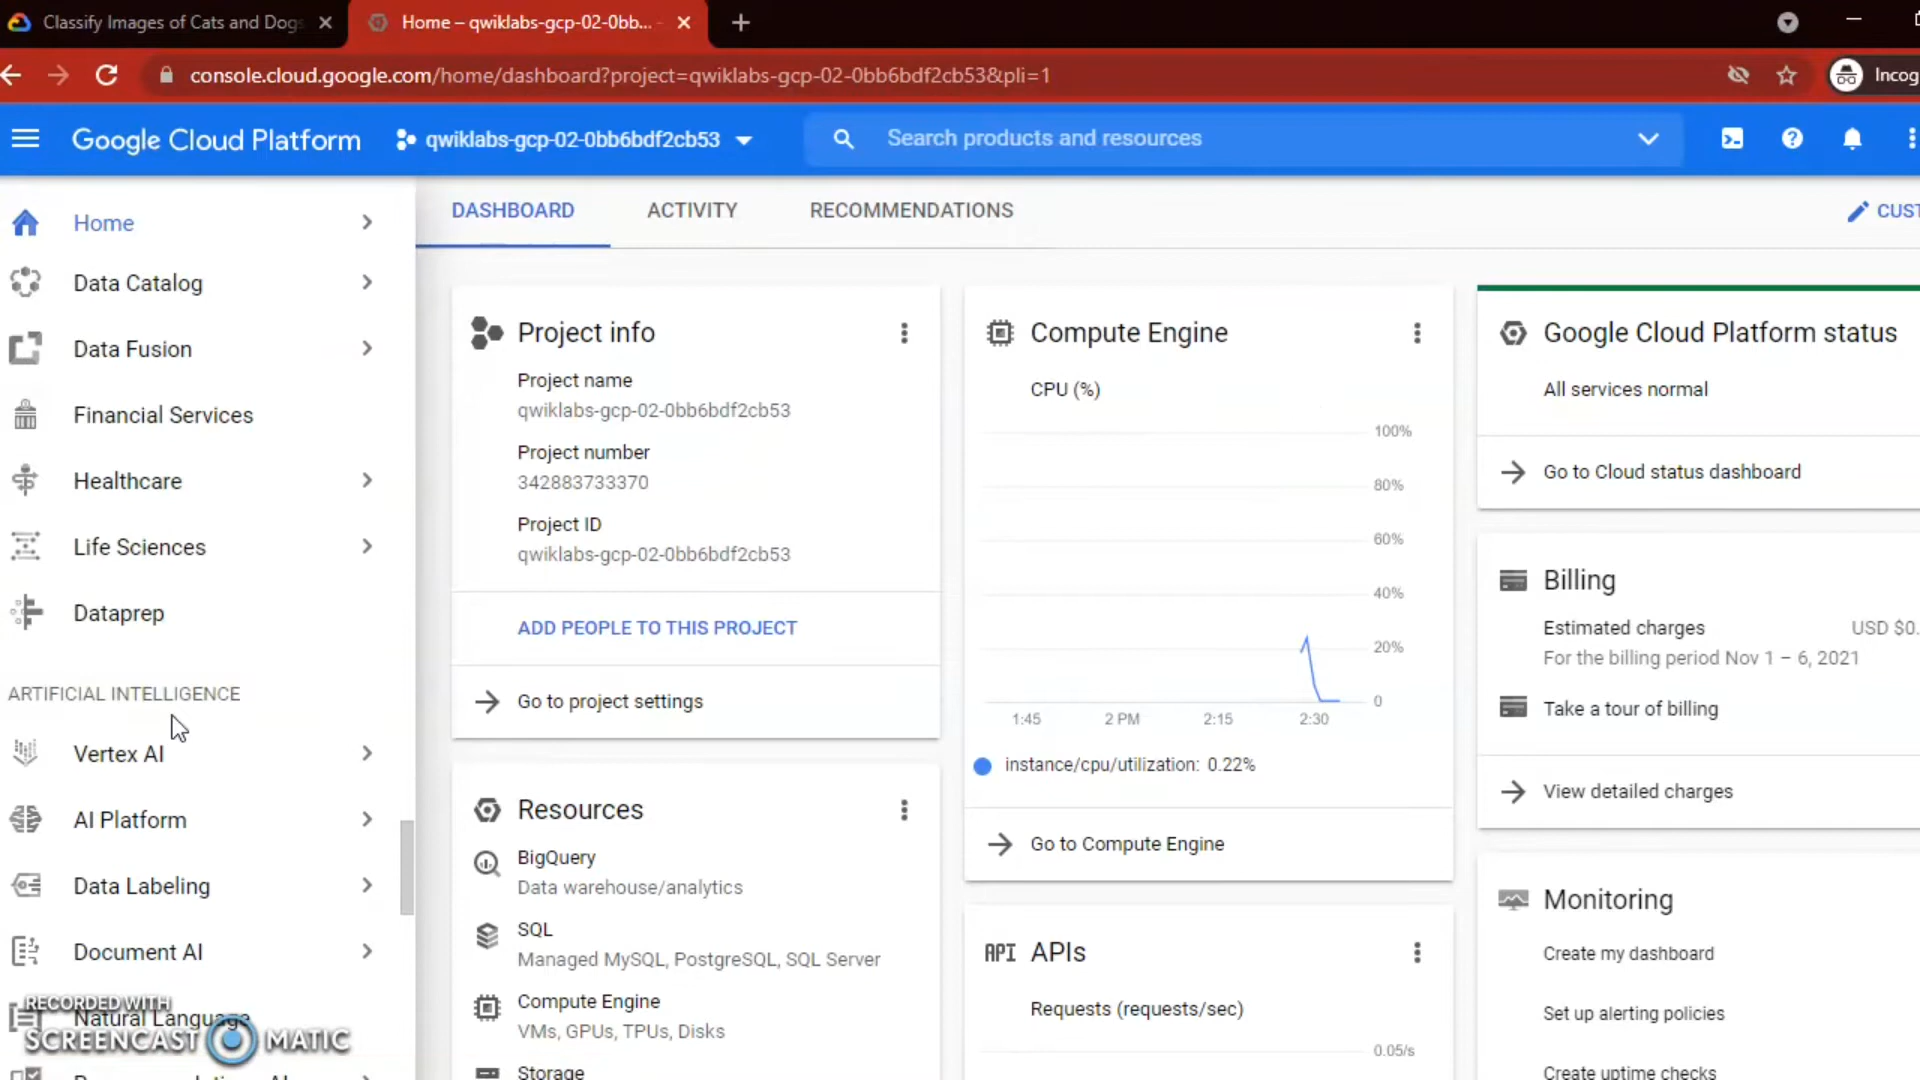 Classify Images of Cats and Dogs
Home – qwiklabs-gcp-02-0bb...
console.cloud.google.com/home/dashboard?project=qwiklabs-gcp-02-0bb6bdf2cb53&pli=1
Incog
Google Cloud Platform
qwiklabs-gcp-02-0bb6bdf2cb53
Search products and resources
Home
Data Catalog
Data Fusion
Financial Services
Healthcare
Life Sciences
Dataprep
ARTIFICIAL INTELLIGENCE
Vertex AI
AI Platform
Data Labeling
Document AI
Natural Language
RECORDED WITH
SCREENCAST MATIC
DASHBOARD
ACTIVITY
RECOMMENDATIONS
CUST
Project info
Project name
qwiklabs-gcp-02-0bb6bdf2cb53
Project number
342883733370
Project ID
qwiklabs-gcp-02-0bb6bdf2cb53
ADD PEOPLE TO THIS PROJECT
Go to project settings
Resources
BigQuery
Data warehouse/analytics
SQL
Managed MySQL, PostgreSQL, SQL Server
Compute Engine
VMs, GPUs, TPUs, Disks
Storage
Compute Engine
CPU (%)
100%
80%
60%
40%
20%
0
1:45
2 PM
2:15
2:30
instance/cpu/utilization: 0.22%
Go to Compute Engine
API APIs
Requests (requests/sec)
0.05/s
Google Cloud Platform status
All services normal
Go to Cloud status dashboard
Billing
Estimated charges
USD $0.
For the billing period Nov 1 – 6, 2021
Take a tour of billing
View detailed charges
Monitoring
Create my dashboard
Set up alerting policies
Create uptime checks